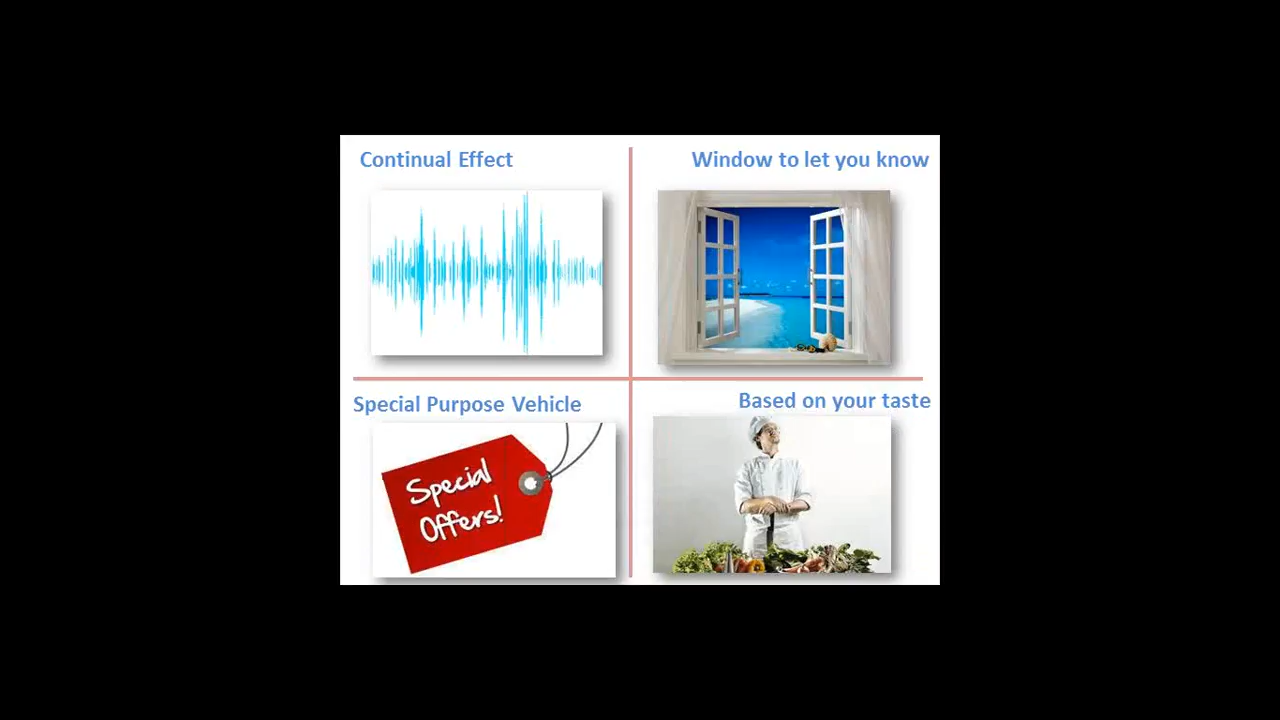 Continual Effect
Window to let you know
Special Purpose Vehicle
Based on your taste
Special
Offers!